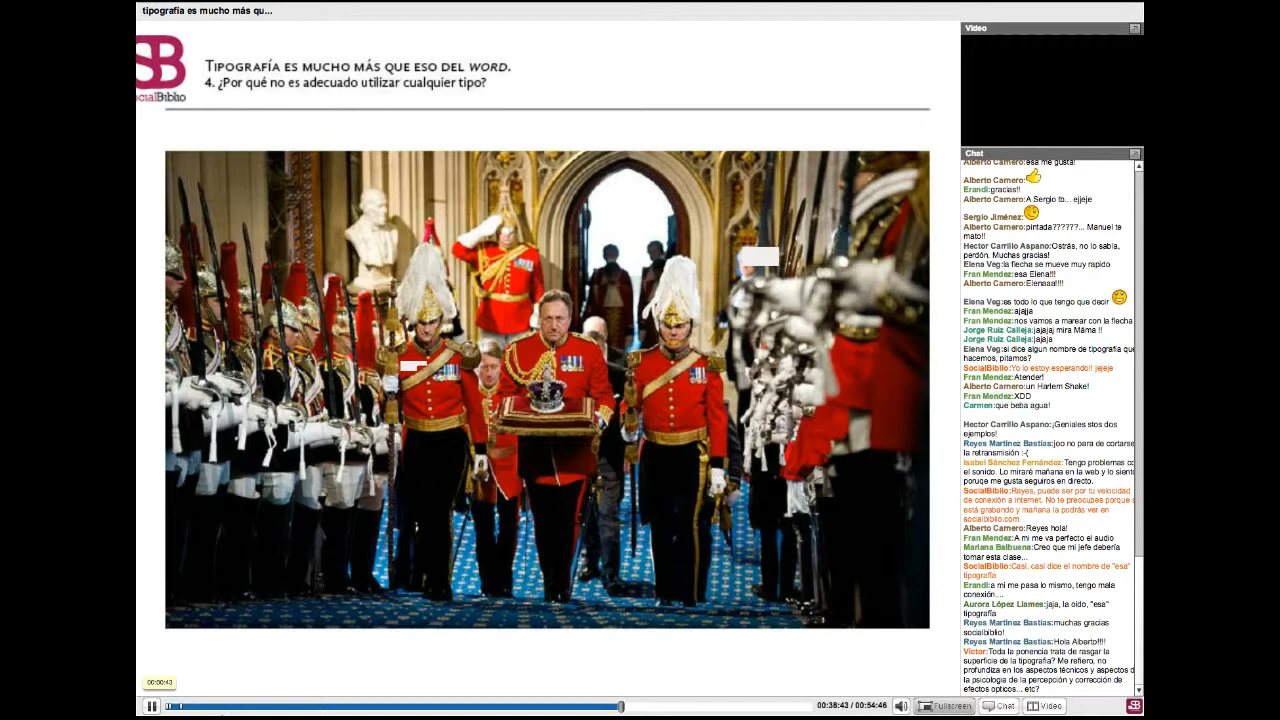 tipografía es mucho más qu...
SB
cialBiblio
TIPOGRAFÍA ES MUCHO MÁS QUE ESO DEL WORD.
4. ¿Por qué no es adecuado utilizar cualquier tipo?
Video
Chat
Alberto Carnero:esa me gusta!
Alberto Carnero:
Erandi:gracias!!
Alberto Carnero:A Sergio tb... ejjeje
Sergio Jiménez:
Alberto Carnero:pintada??????... Manuel te
mato!!
Hector Carrillo Aspano:Ostrás, no lo sabla,
perdón. Muchas gracias!
Elena Veg:la flecha se mueve muy rapido
Fran Mendez:esa Elena!!!
Alberto Carnero:Elenaaa!!!!
Elena Veg:es todo lo que tengo que decir
Fran Mendez:ajajja
Fran Mendez:nos vamos a marear con la flecha
Jorge Ruiz Calleja:jajajaj mira Máma !!
Jorge Ruiz Calleja:jajaja
Elena Veg:si dice algun nombre de tipografia que
hacemos, pitamos?
SocialBiblio:Yo lo estoy esperando!! jejeje
Fran Mendez:Atender!
Alberto Carnero:un Harlem Shake!
Fran Mendez:XDD
Carmen:que beba agua!
Hector Carrillo Aspano:¡Geniales stos dos
ejemplos!
Reyes Martinez Bastías:joo no para de cortarse
la retransmisión :-(
Isabel Sánchez Fernández:Tengo problemas co
el sonido. Lo miraré mañana en la web y lo siento
poruqe me gusta seguiros en directo.
SocialBiblio:Reyes, puede ser por tu velocidad
de conexión a internet. No te preocupes porque s
está grabando y mañana la podrás ver en
socialbiblio.com
Alberto Carnero:Reyes hola!
Fran Mendez:A mi me va perfecto el audio
Mariana Balbuena:Creo que mi jefe debería
tomar esta clase...
SocialBiblio:Casi, casi dice el nombre de "esa"
tipografía
Erandi:a mi me pasa lo mismo, tengo mala
conexión....
Aurora López Llames:jaja, la oido, "esa"
tipografía
Reyes Martinez Bastías:muchas gracias
socialbiblio!
Reyes Martinez Bastías:Hola Alberto!!!!
Víctor:Toda la ponencia trata de rasgar la
superficie de la tipografia? Me refiero, no
profundiza en los aspectos técnicos y aspectos d
la psicologia de la percepción y corrección de
efectos opticos... etc?
00:00:43
00:38:43 / 00:54:46
Fullscreen
Chat
Video
SB